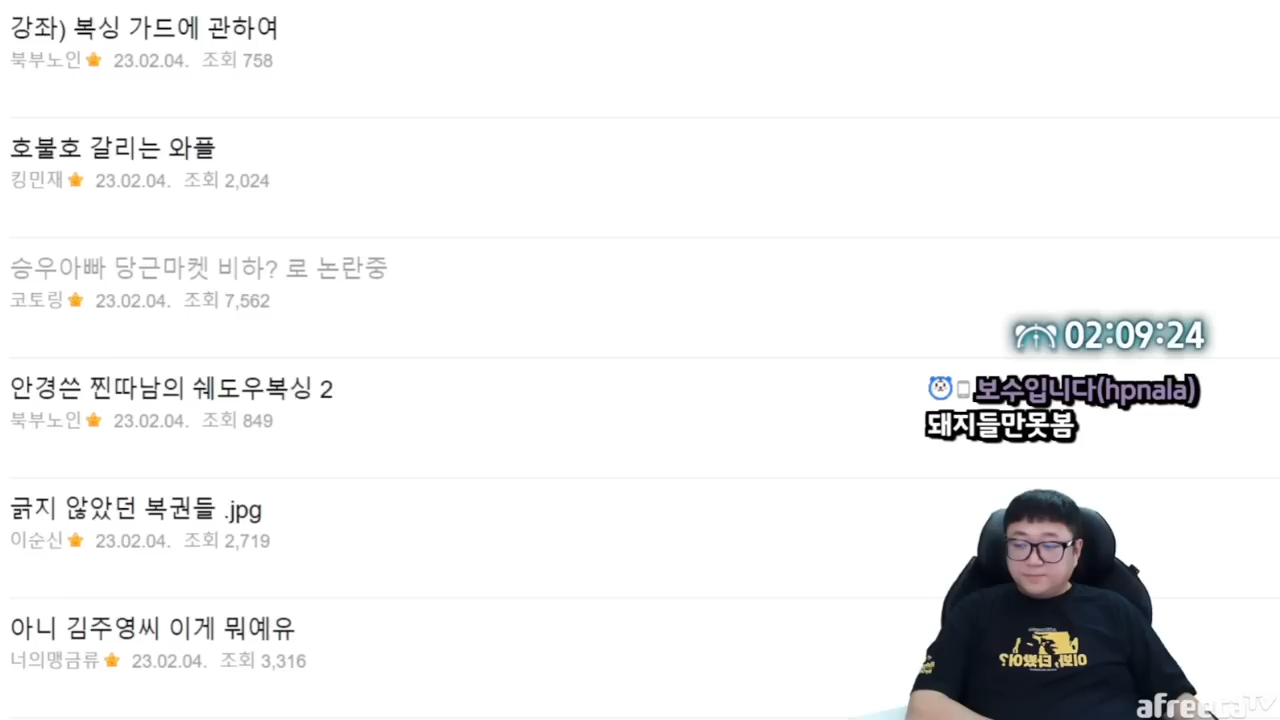 강좌) 복싱 가드에 관하여
북부노인 23.02.04. 조회 758
호불호 갈리는 와플
킹민재 23.02.04. 조회 2,024
승우아빠 당근마켓 비하? 로 논란중
코토링 23.02.04. 조회 7,562
안경쓴 찐따남의 쉐도우복싱 2
북부노인 23.02.04. 조회 849
긁지 않았던 복권들 .jpg
이순신 23.02.04. 조회 2,719
아니 김주영씨 이게 뭐예유
너의맹금류 23.02.04. 조회 3,316
02:09:24
보수입니다(hpnala)
돼지들만못봄
이봐, 타봤어?
afreecaTV